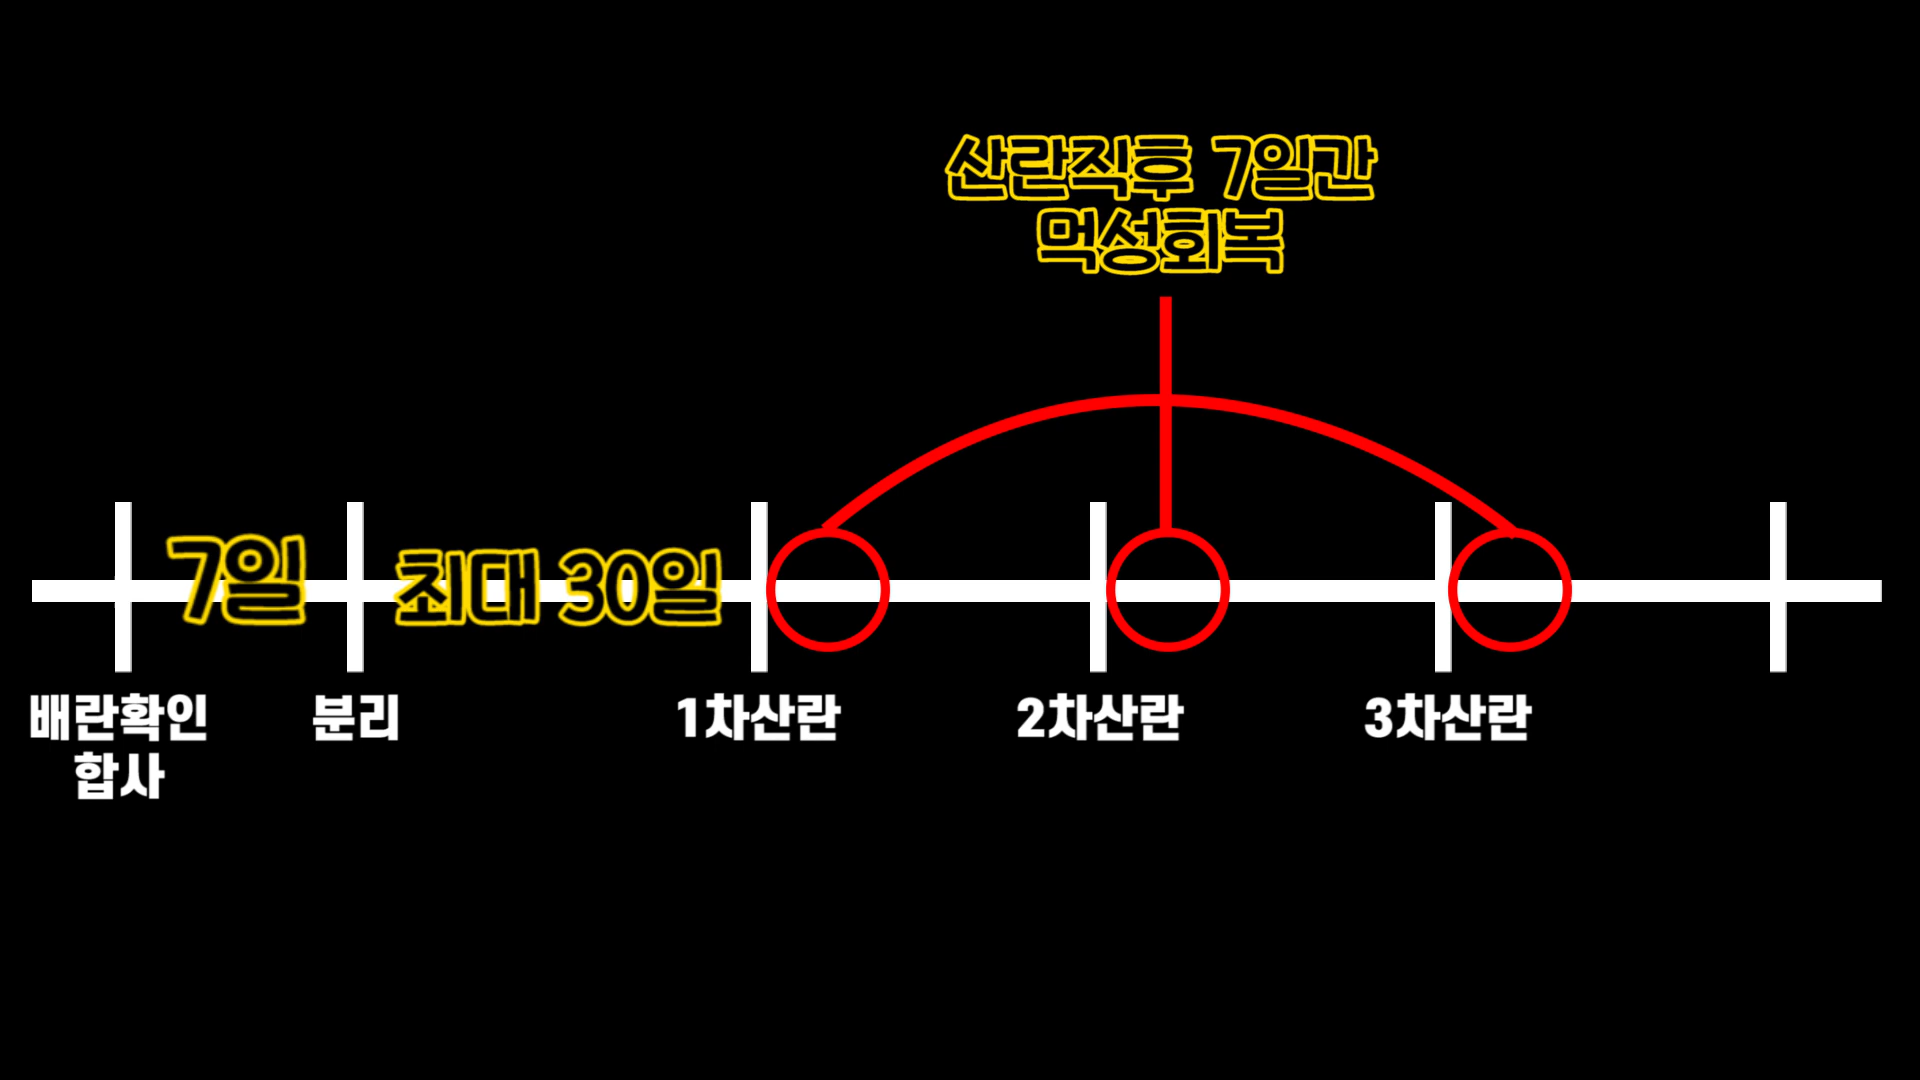 산란직후 7일간
먹성회복
7일
최대 30일
배란확인
합사
분리
1차산란
2차산란
3차산란